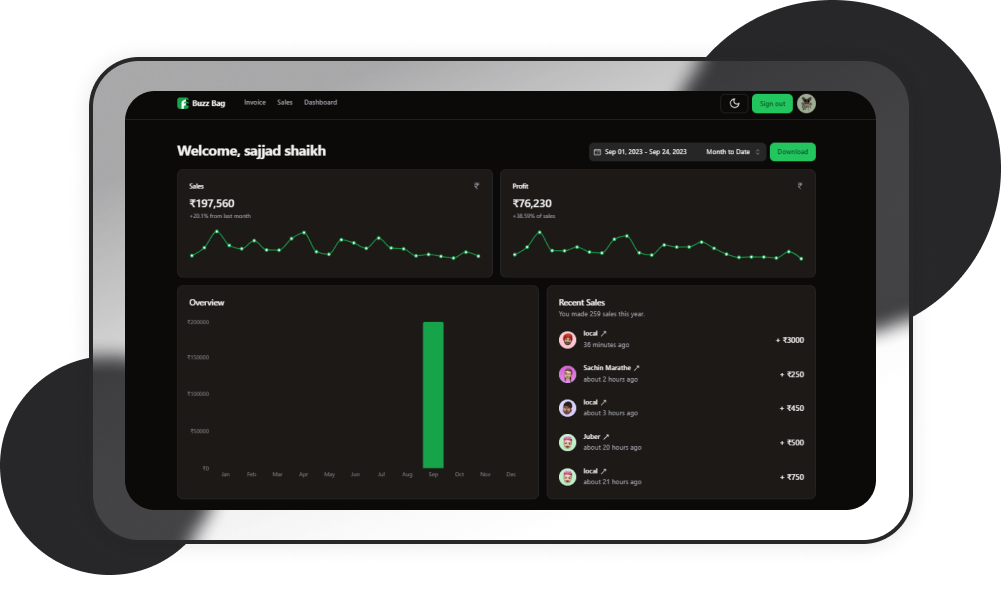 Buzz Bag Invoice Sales Dashboard Sign out
Welcome, sajjad shaikh
Sep 01, 2023 - Sep 24, 2023 Month to Date Download
Sales ₹
₹197,560
+20.1% from last month
Profit ₹
₹76,230
+38.59% of sales
Overview
₹200000
₹150000
₹100000
₹50000
₹0
Jan Feb Mar Apr May Jun Jul Aug Sep Oct Nov Dec
Recent Sales
You made 259 sales this year.
local ↗
36 minutes ago
+ ₹3000
Sachin Marathe ↗
about 2 hours ago
+ ₹250
local ↗
about 3 hours ago
+ ₹450
Juber ↗
about 20 hours ago
+ ₹500
local ↗
about 21 hours ago
+ ₹750